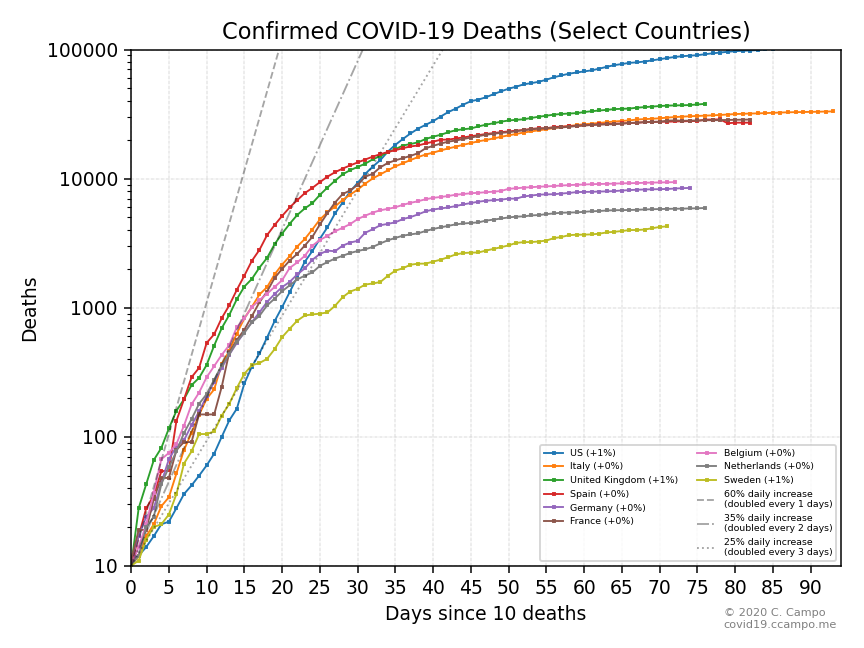 Confirmed COVID-19 Deaths (Select Countries)
Deaths
100000
10000
1000
100
10
0 5 10 15 20 25 30 35 40 45 50 55 60 65 70 75 80 85 90
Days since 10 deaths
US (+1%)
Italy (+0%)
United Kingdom (+1%)
Spain (+0%)
Germany (+0%)
France (+0%)
Belgium (+0%)
Netherlands (+0%)
Sweden (+1%)
60% daily increase
(doubled every 1 days)
35% daily increase
(doubled every 2 days)
25% daily increase
(doubled every 3 days)
© 2020 C. Campo
covid19.ccampo.me